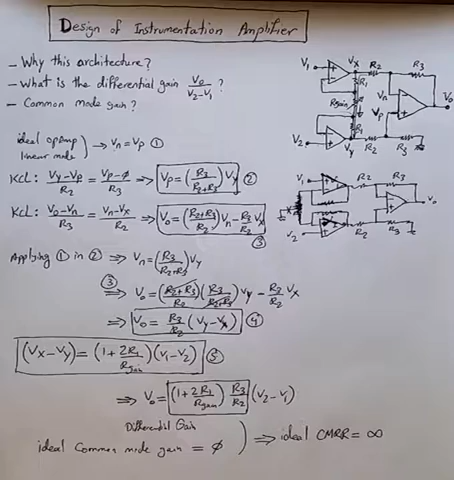 Design of Instrumentation Amplifier
- Why this architecture?
- What is the differential gain Vo/(V2-V1)?
- Common mode gain?
ideal opAmp linear mode ) → Vn=Vp ①
KCL: (Vy-Vp)/R2 = (Vp-∅)/R3 ⇒ Vp=(R3/(R2+R3))Vy ②
KCL: (Vo-Vn)/R3 = (Vn-Vx)/R2 ⇒ Vo=((R2+R3)/R2)Vn-(R3/R2)Vx ③
Applying ① in ② ⇒ Vn=(R3/(R2+R3))Vy
③ ⇒ Vo=((R2+R3)/R2)(R3/(R2+R3))Vy-(R3/R2)Vx
⇒ Vo=(R3/R2)(Vy-Vx) ④
(Vx-Vy)=(1+2R1/Rgain)(V1-V2) ⑤
⇒ Vo=(1+2R1/Rgain)(R3/R2)(V2-V1)
Differential Gain
ideal Common mode gain = ∅ ) ⇒ ideal CMRR=∞
V1
Vx
R2
R3
R1
Rgain
Vn
Vo
Vp
R1
V2
Vy
R2
R3
V1
R2
R3
Vo
V2
R2
R3